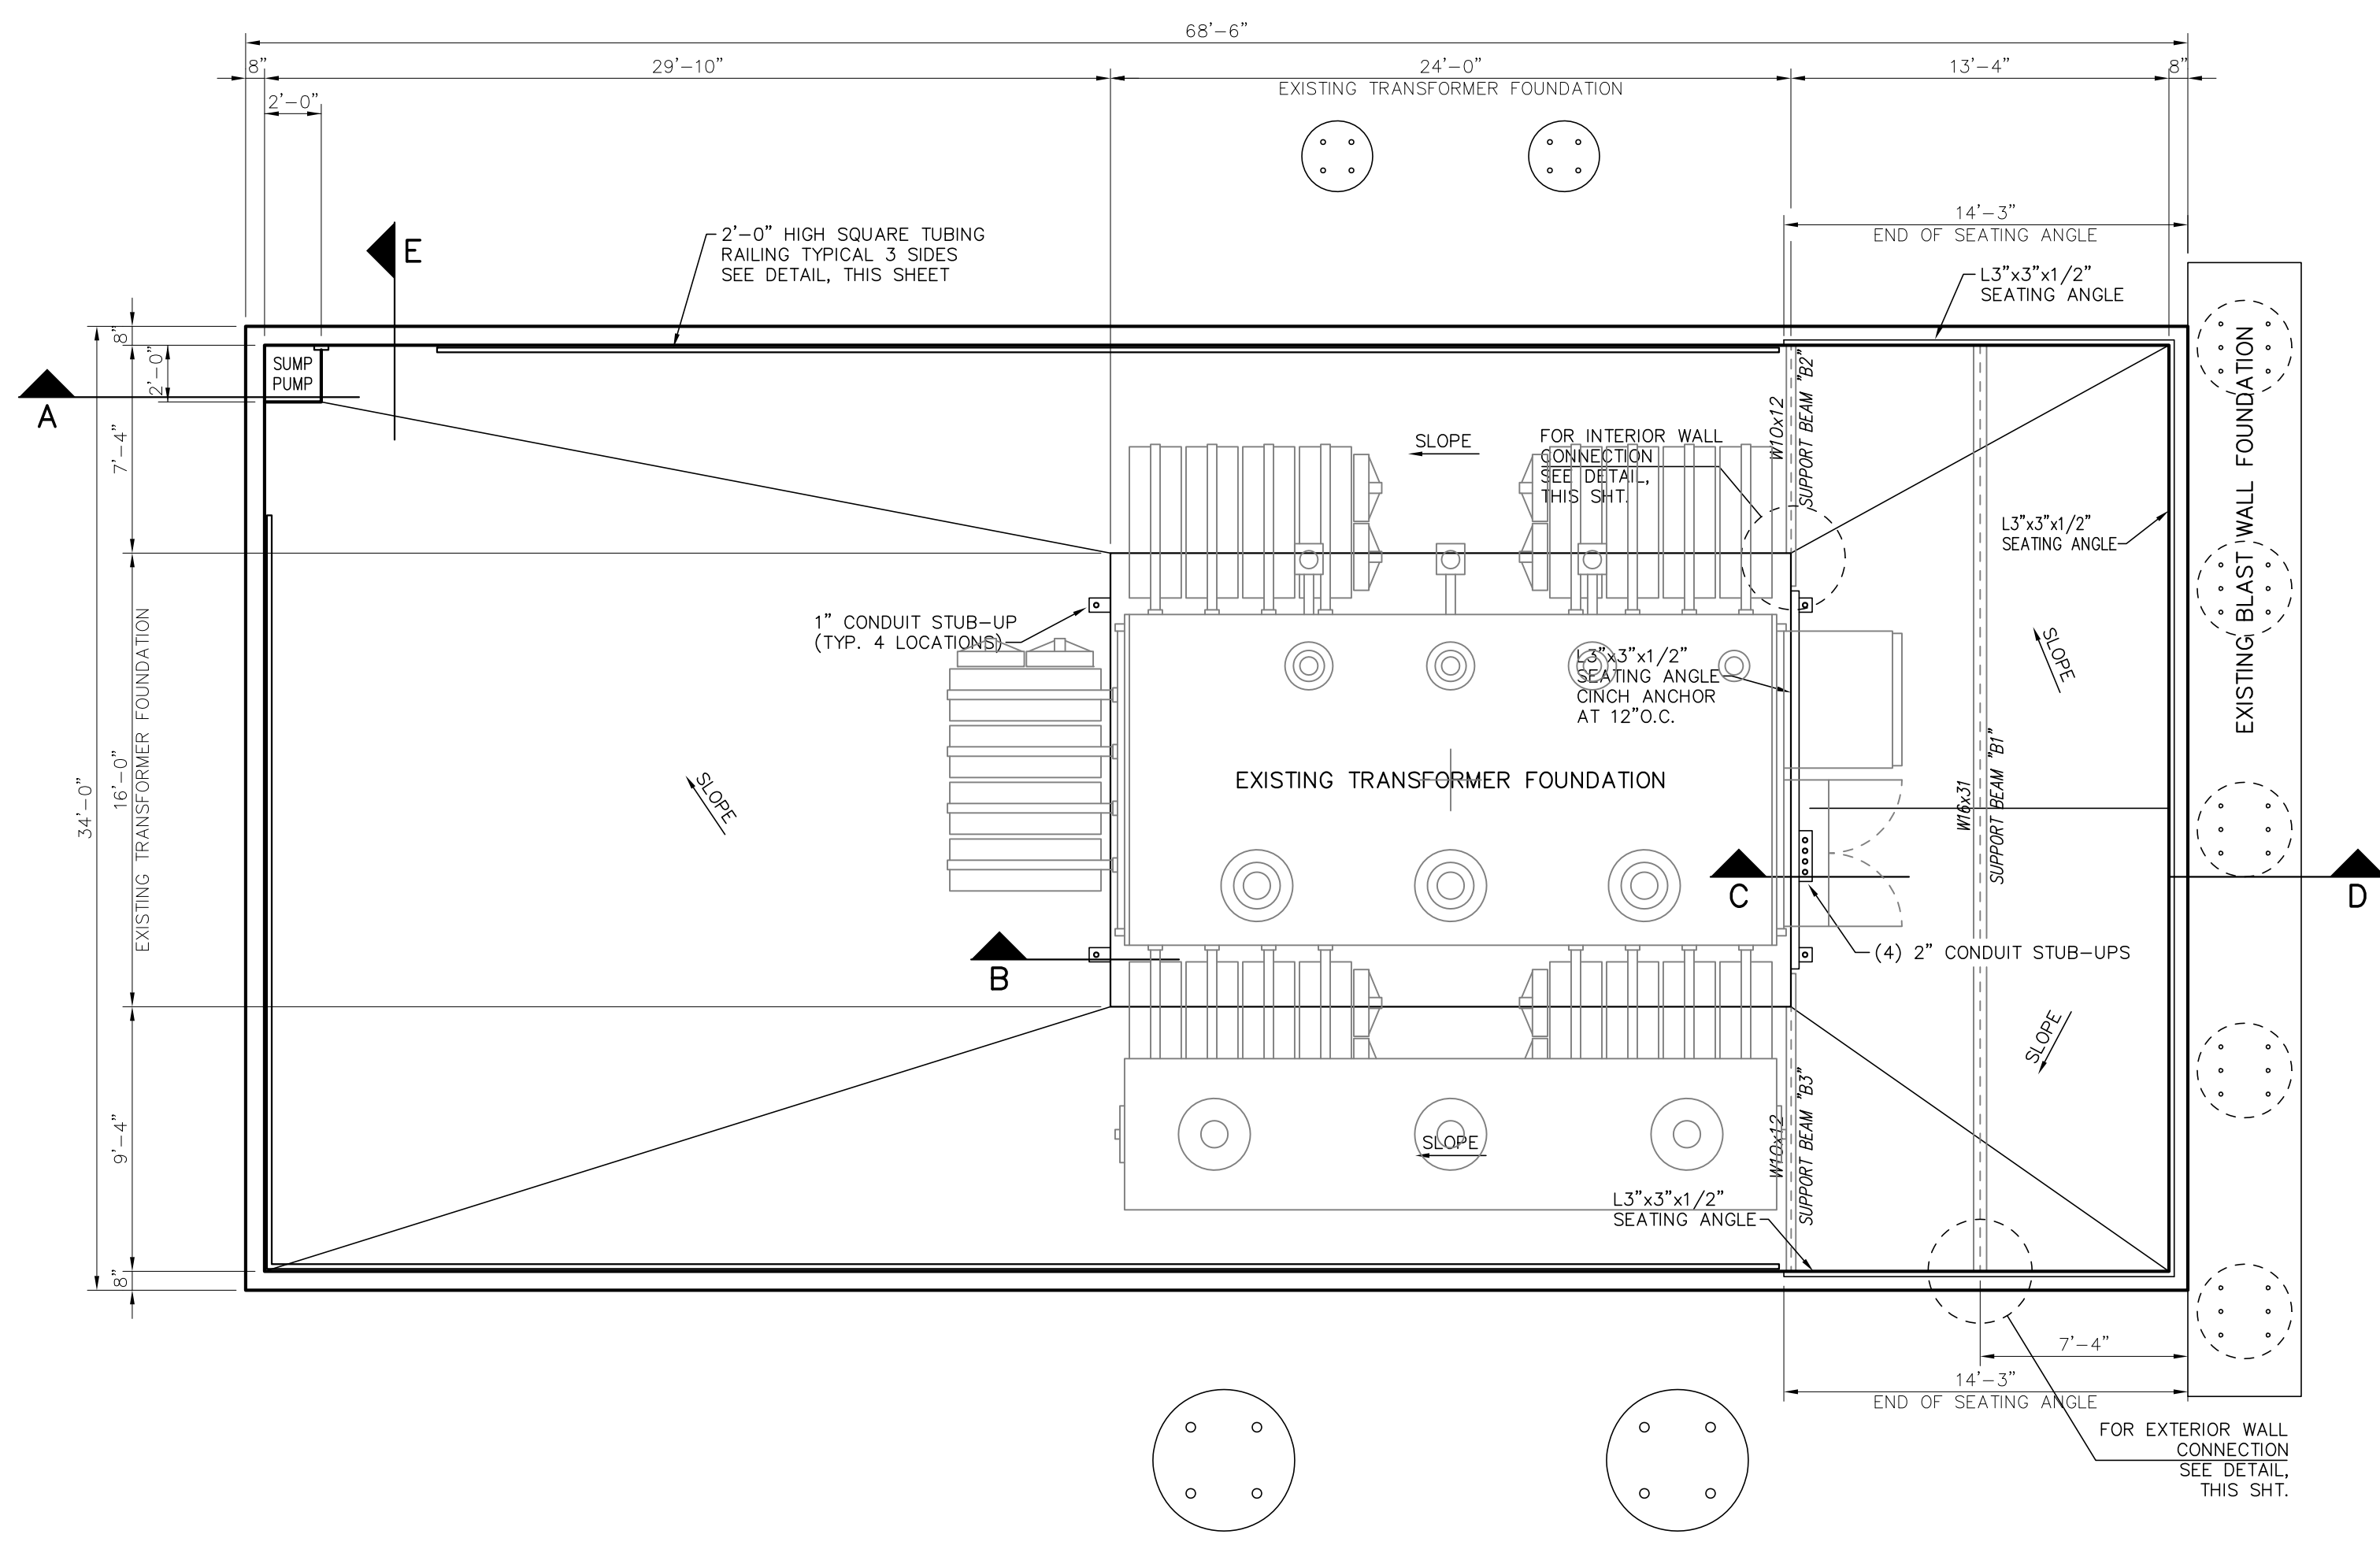 68'-6"
8"
29'-10"
24'-0"
13'-4"
8"
EXISTING TRANSFORMER FOUNDATION
2'-0"
14'-3"
END OF SEATING ANGLE
E
2'-0" HIGH SQUARE TUBING
RAILING TYPICAL 3 SIDES
SEE DETAIL, THIS SHEET
L3"x3"x1/2"
SEATING ANGLE
8"
2'-0"
SUMP
PUMP
A
7'-4"
SLOPE
FOR INTERIOR WALL
CONNECTION
SEE DETAIL,
THIS SHT.
W10x12
SUPPORT BEAM "B2"
L3"x3"x1/2"
SEATING ANGLE
EXISTING BLAST WALL FOUNDATION
1" CONDUIT STUB-UP
(TYP. 4 LOCATIONS)
L3"x3"x1/2"
SEATING ANGLE
CINCH ANCHOR
AT 12"O.C.
SLOPE
34'-0"
16'-0"
EXISTING TRANSFORMER FOUNDATION
SLOPE
EXISTING TRANSFORMER FOUNDATION
W16x31
SUPPORT BEAM "B1"
C
D
B
(4) 2" CONDUIT STUB-UPS
SLOPE
9'-4"
SLOPE
W10x12
SUPPORT BEAM "B3"
L3"x3"x1/2"
SEATING ANGLE
8"
7'-4"
14'-3"
END OF SEATING ANGLE
FOR EXTERIOR WALL
CONNECTION
SEE DETAIL,
THIS SHT.